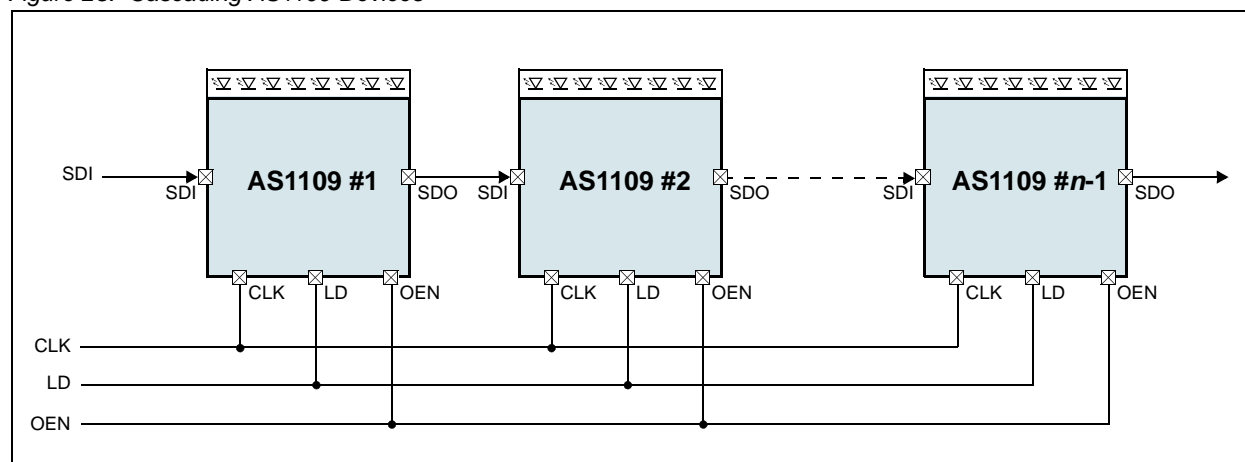 SDI
SDI
AS1109 #1
SDO
SDI
AS1109 #2
SDO
SDI
AS1109 #n-1
SDO
CLK
LD
OEN
CLK
LD
OEN
CLK
LD
OEN
CLK
LD
OEN